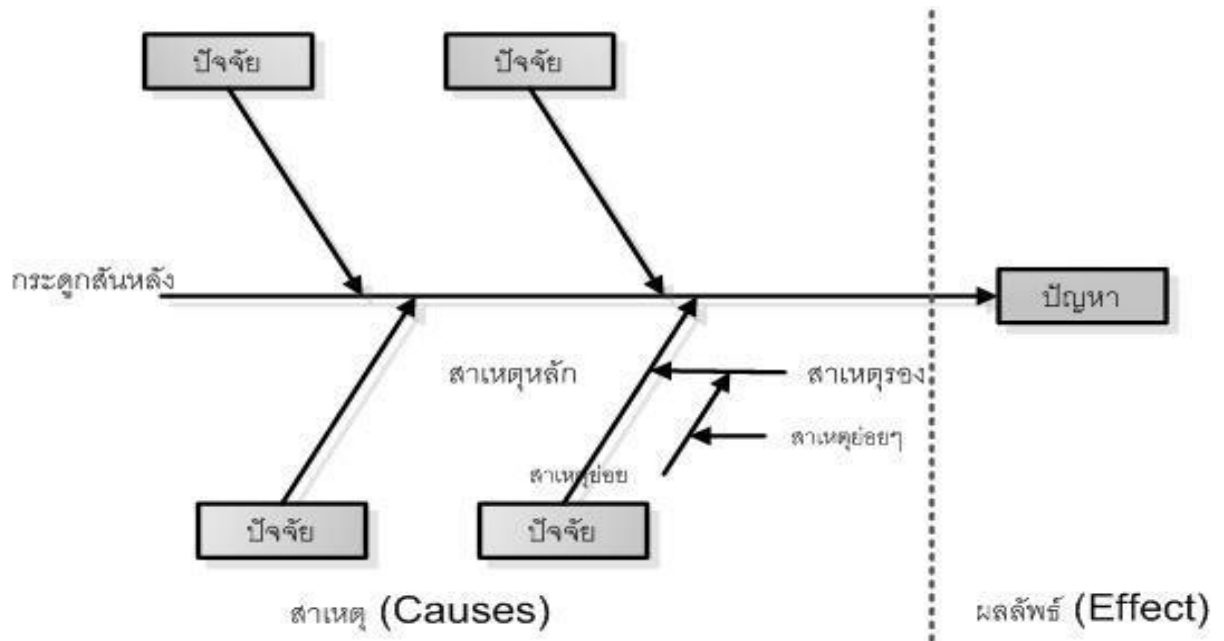 ปัจจัย ปัจจัย
กระดูกสันหลัง
ปัญหา
สาเหตุหลัก สาเหตุรอง
สาเหตุย่อยๆ
สาเหตุย่อย
ปัจจัย ปัจจัย
สาเหตุ (Causes) ผลลัพธ์ (Effect)